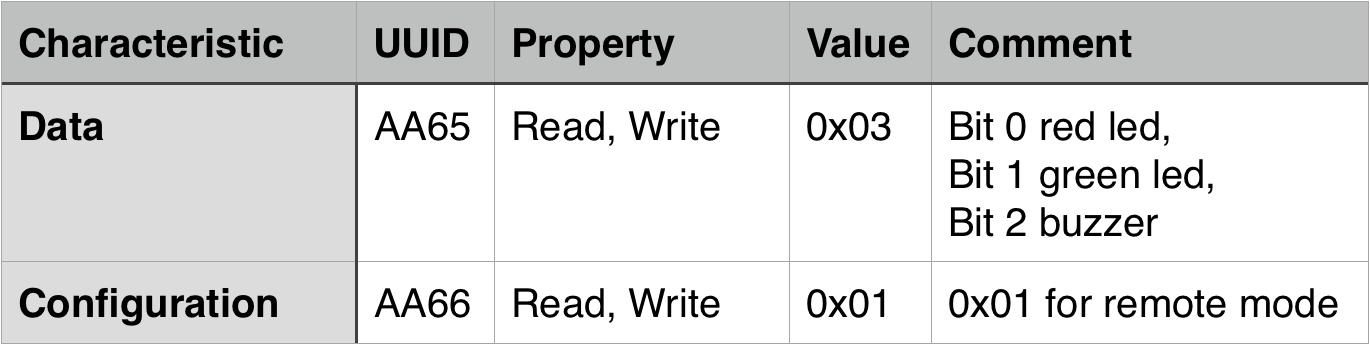 Characteristic UUID Property Value Comment
Data AA65 Read, Write 0x03 Bit 0 red led,
Bit 1 green led,
Bit 2 buzzer
Configuration AA66 Read, Write 0x01 0x01 for remote mode